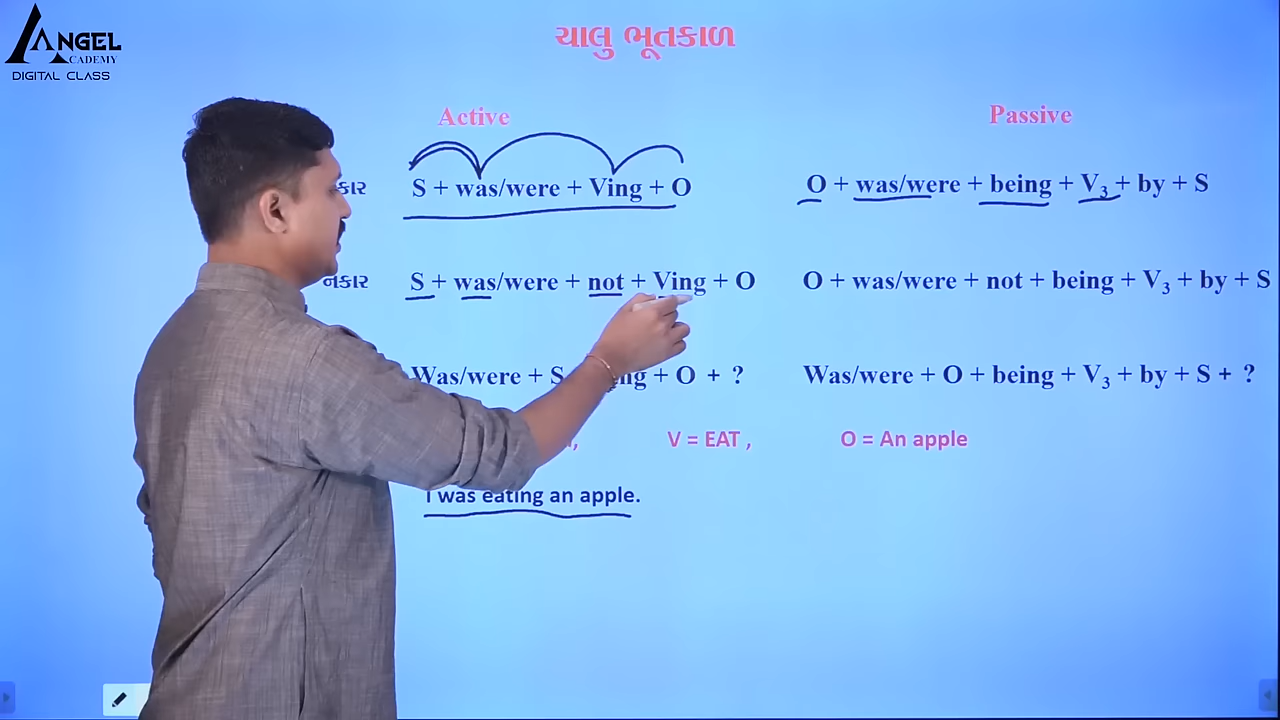 ANGEL
ACADEMY
DIGITAL CLASS
ચાલુ ભૂતકાળ
Active Passive
S + was/were + Ving + O O + was/were + being + V₃ + by + S
નકાર S + was/were + not + Ving + O O + was/were + not + being + V₃ + by + S
Was/were + S + O + ? Was/were + O + being + V₃ + by + S + ?
V = EAT , O = An apple
I was eating an apple.